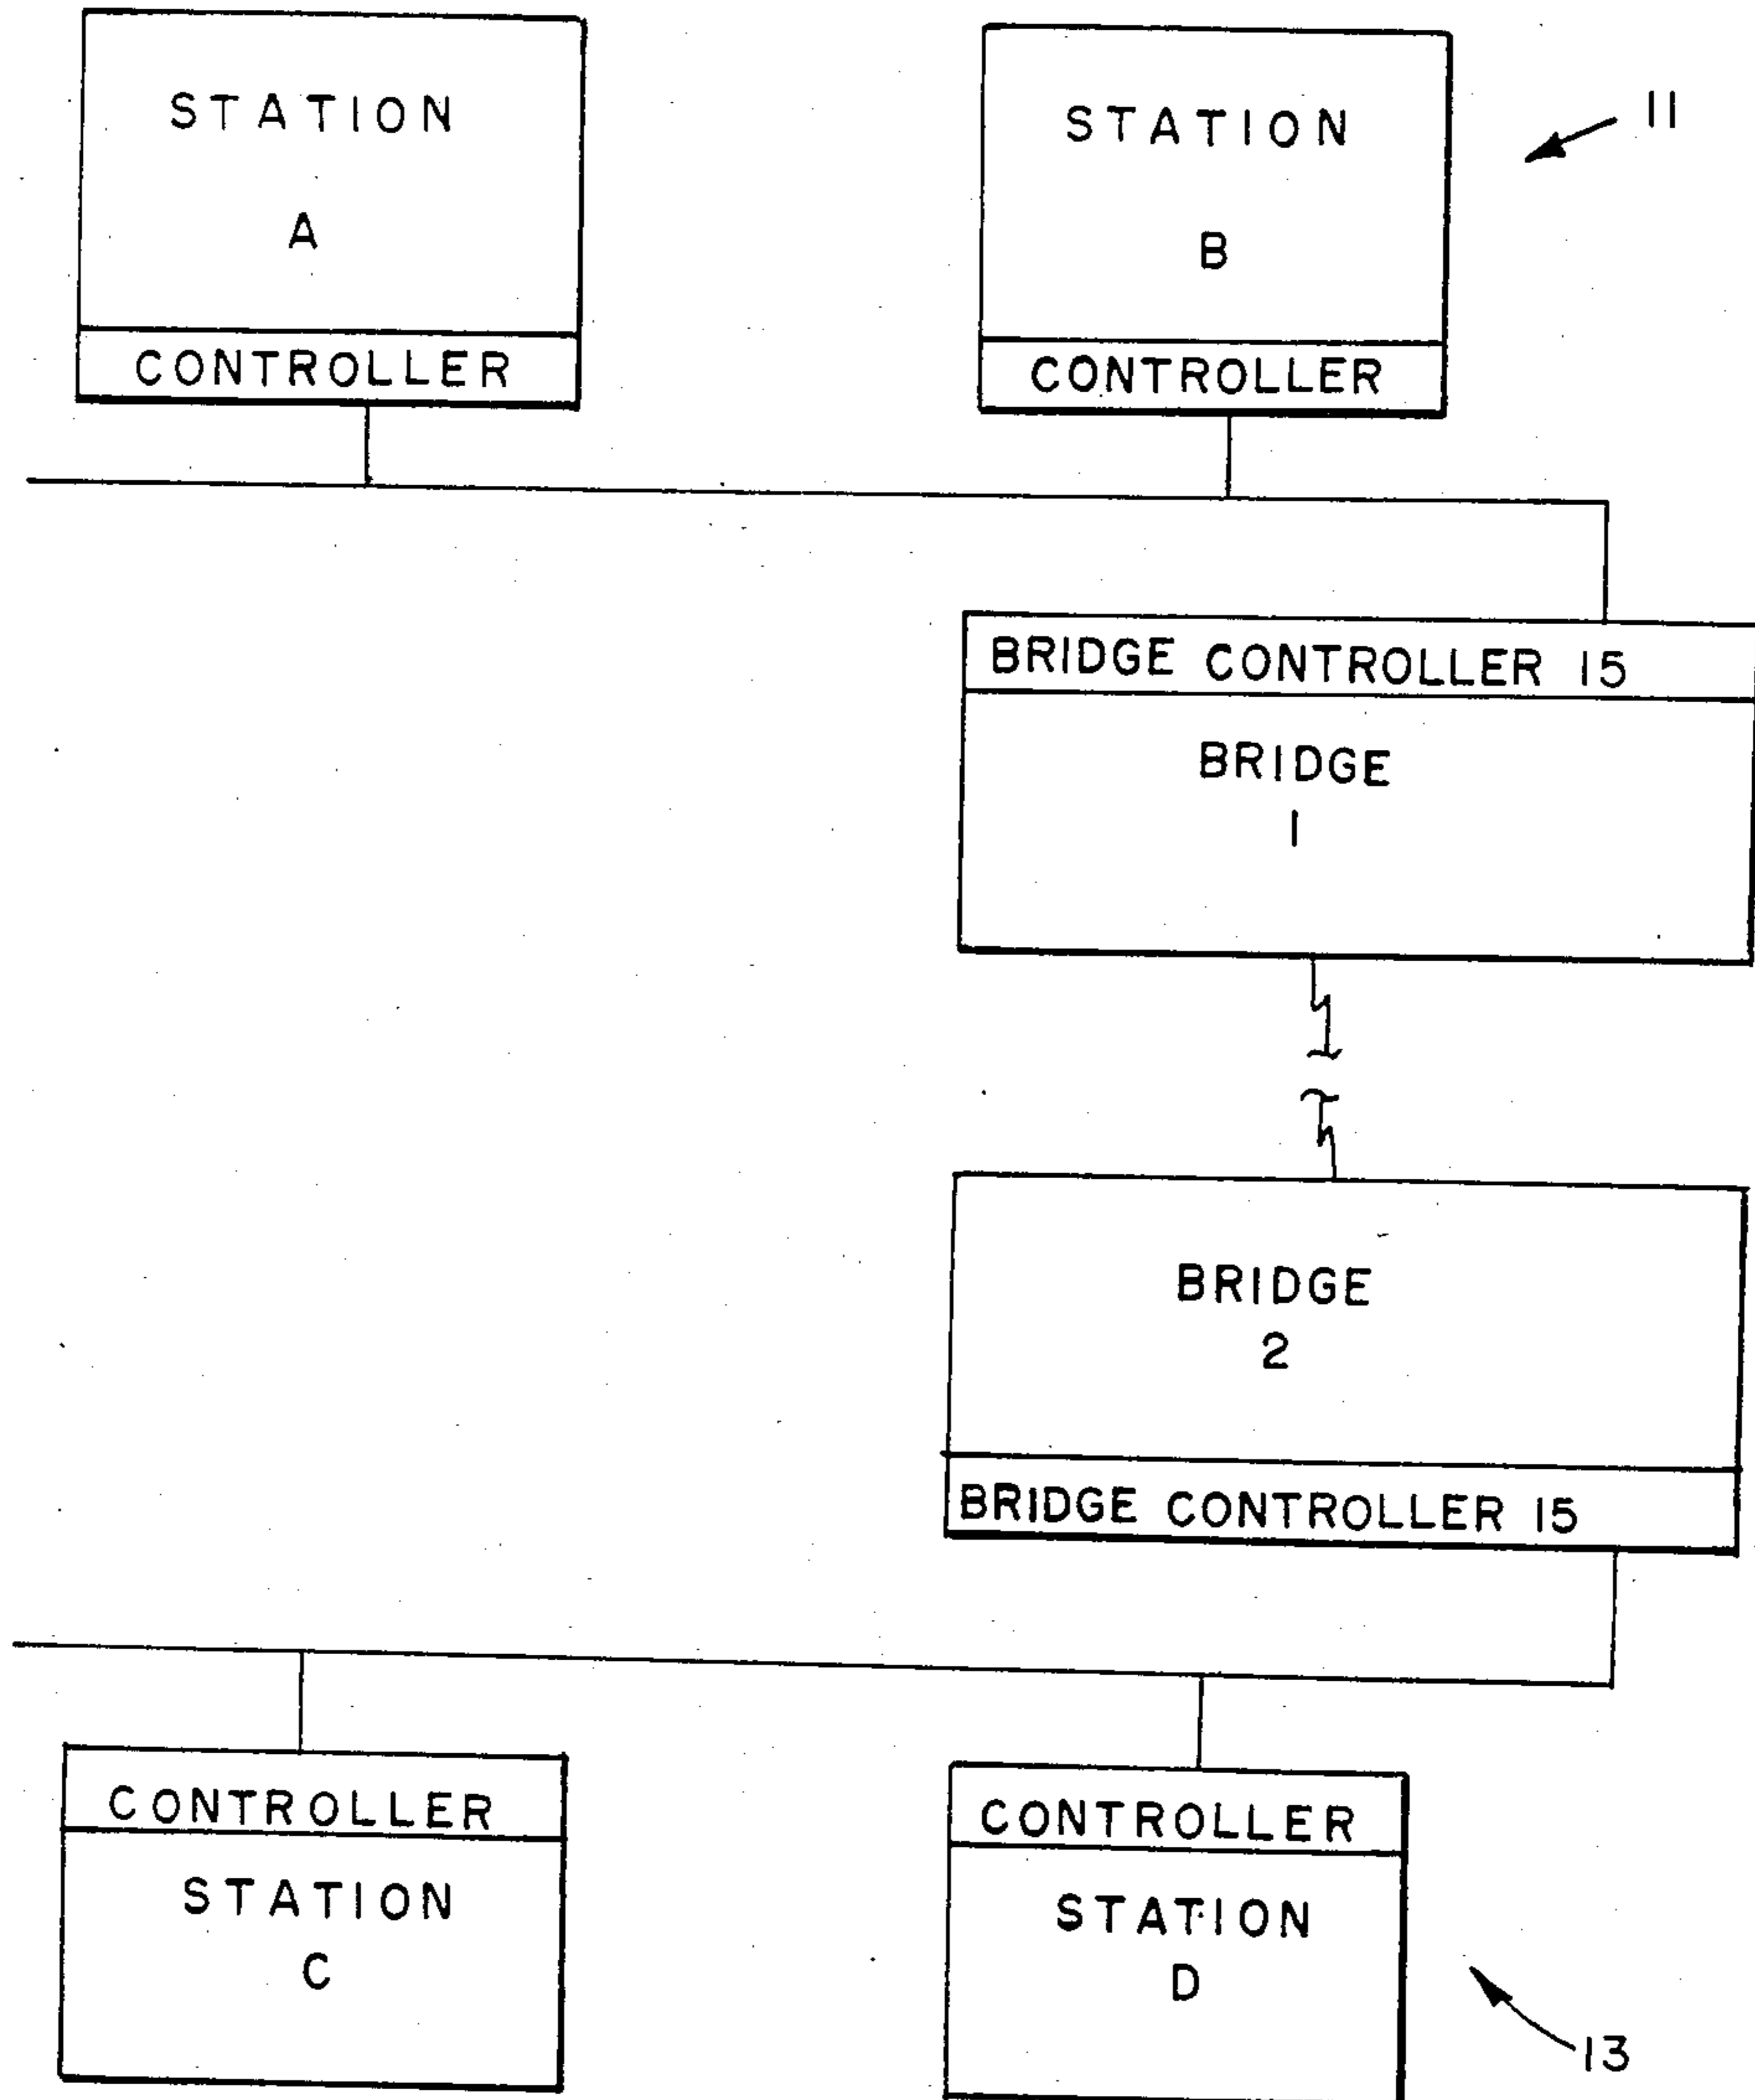 STATION
A
CONTROLLER
STATION
B
CONTROLLER
11
BRIDGE CONTROLLER 15
BRIDGE
1
BRIDGE
2
BRIDGE CONTROLLER 15
CONTROLLER
STATION
C
CONTROLLER
STATION
D
13